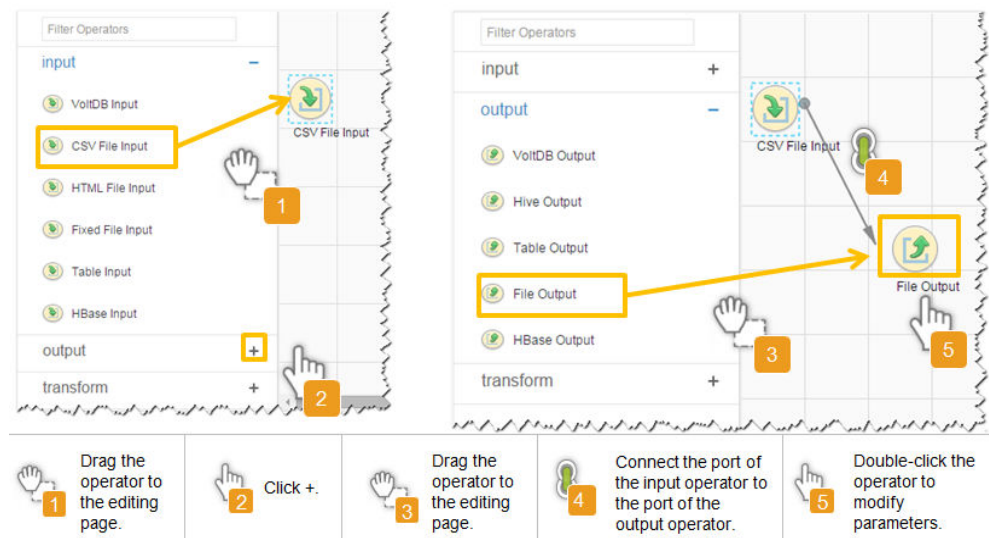 Filter Operators
input −
VoltDB Input
CSV File Input
HTML File Input
Fixed File Input
Table Input
HBase Input
output +
transform +
CSV File Input
1
2
Filter Operators
input +
output −
VoltDB Output
Hive Output
Table Output
File Output
HBase Output
transform +
CSV File Input
4
File Output
3
5
1
Drag the
operator to
the editing
page.
2
Click +.
3
Drag the
operator to
the editing
page.
4
Connect the port of
the input operator to
the port of the
output operator.
5
Double-click the
operator to
modify
parameters.